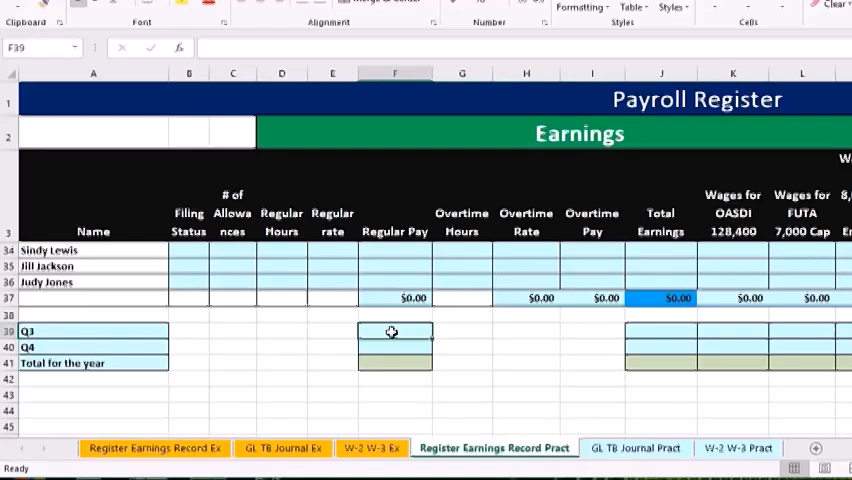 Merge & Center
Formatting Table Styles
Clear
Clipboard Font Alignment Number Styles Cells
F39 fx
A B C D E F G H I J K L
1 Payroll Register
2 Earnings
W
# of Wages for Wages for 8,
Filing Allowa Regular Regular Overtime Overtime Overtime Total OASDI FUTA
3 Name Status nces Hours rate Regular Pay Hours Rate Pay Earnings 128,400 7,000 Cap E
34 Sindy Lewis
35 Jill Jackson
36 Judy Jones
37 $0.00 $0.00 $0.00 $0.00 $0.00 $0.00
38
39 Q3
40 Q4
41 Total for the year
42
43
44
45
Register Earnings Record Ex GL TB Journal Ex W-2 W-3 Ex Register Earnings Record Pract GL TB Journal Pract W-2 W-3 Pract
Ready